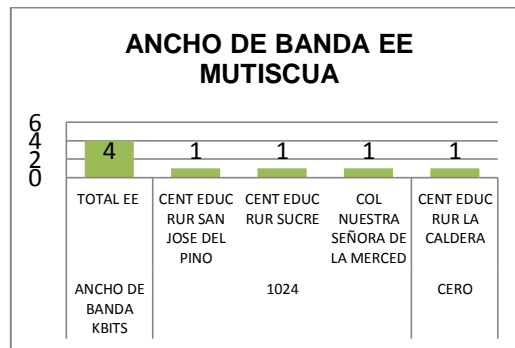 ANCHO DE BANDA EE
MUTISCUA
6
4
2
0
4
1
1
1
1
TOTAL EE
CENT EDUC
RUR SAN
JOSE DEL
PINO
CENT EDUC
RUR SUCRE
COL
NUESTRA
SEÑORA DE
LA MERCED
CENT EDUC
RUR LA
CALDERA
ANCHO DE
BANDA
KBITS
1024
CERO